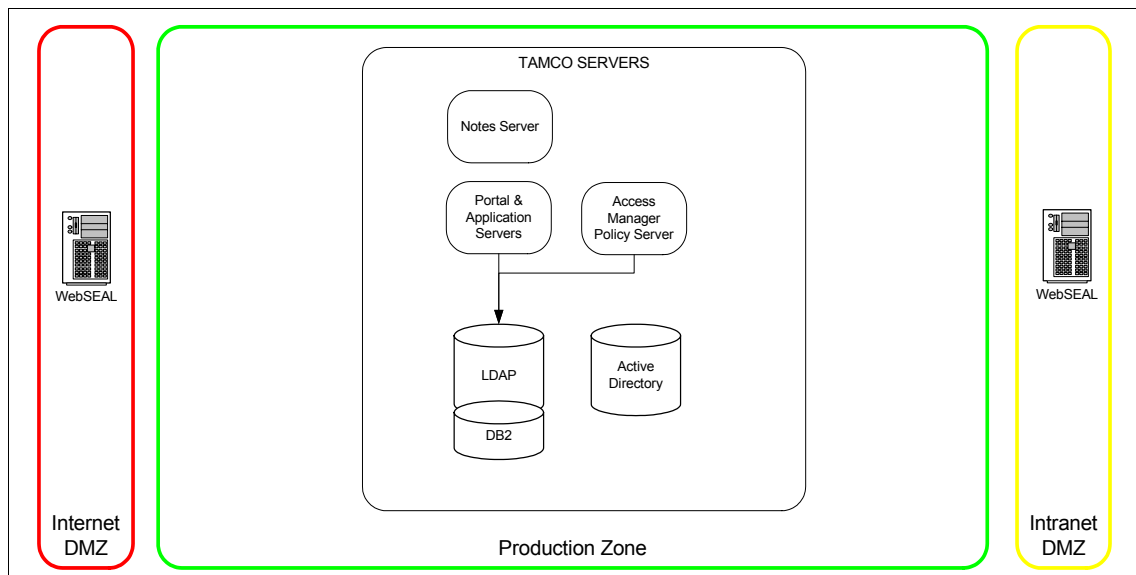 TAMCO SERVERS
Notes Server
Portal &
Application
Servers
Access
Manager
Policy Server
WebSEAL
WebSEAL
LDAP
Active
Directory
DB2
Internet
DMZ
Production Zone
Intranet
DMZ